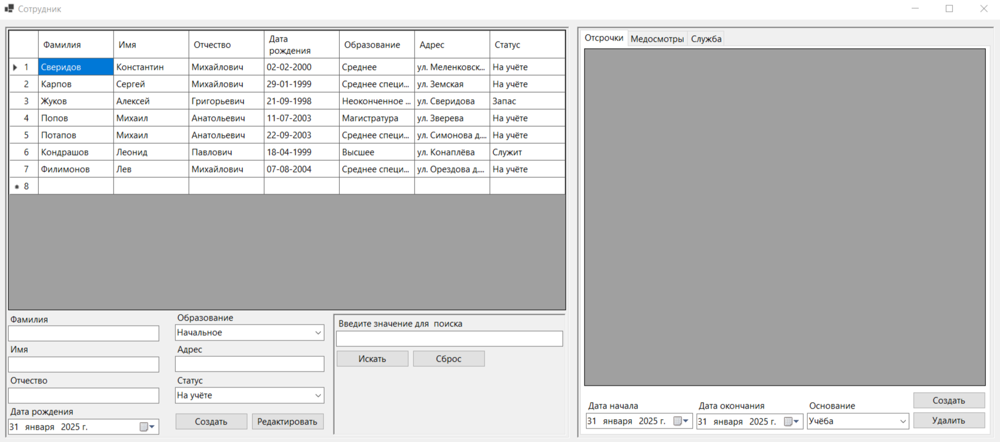 Сотрудник
Фамилия Имя Отчество Дата рождения Образование Адрес Статус
1 Сверидов Константин Михайлович 02-02-2000 Среднее ул. Меленковск... На учёте
2 Карпов Сергей Михайлович 29-01-1999 Среднее специ... ул. Земская На учёте
3 Жуков Алексей Григорьевич 21-09-1998 Неоконченное ... ул. Сверидова Запас
4 Попов Михаил Анатольевич 11-07-2003 Магистратура ул. Зверева На учёте
5 Потапов Михаил Анатольевич 22-09-2003 Среднее специ... ул. Симонова д.... На учёте
6 Кондрашов Леонид Павлович 18-04-1999 Высшее ул. Конаплёва Служит
7 Филимонов Лев Михайлович 07-08-2004 Среднее специ... ул. Орездова д.... На учёте
8
Фамилия
Имя
Отчество
Дата рождения
31 января 2025 г.
Образование
Начальное
Адрес
Статус
На учёте
Создать Редактировать
Введите значение для поиска
Искать Сброс
Отсрочки Медосмотры Служба
Дата начала Дата окончания Основание
31 января 2025 г. 31 января 2025 г. Учёба
Создать
Удалить